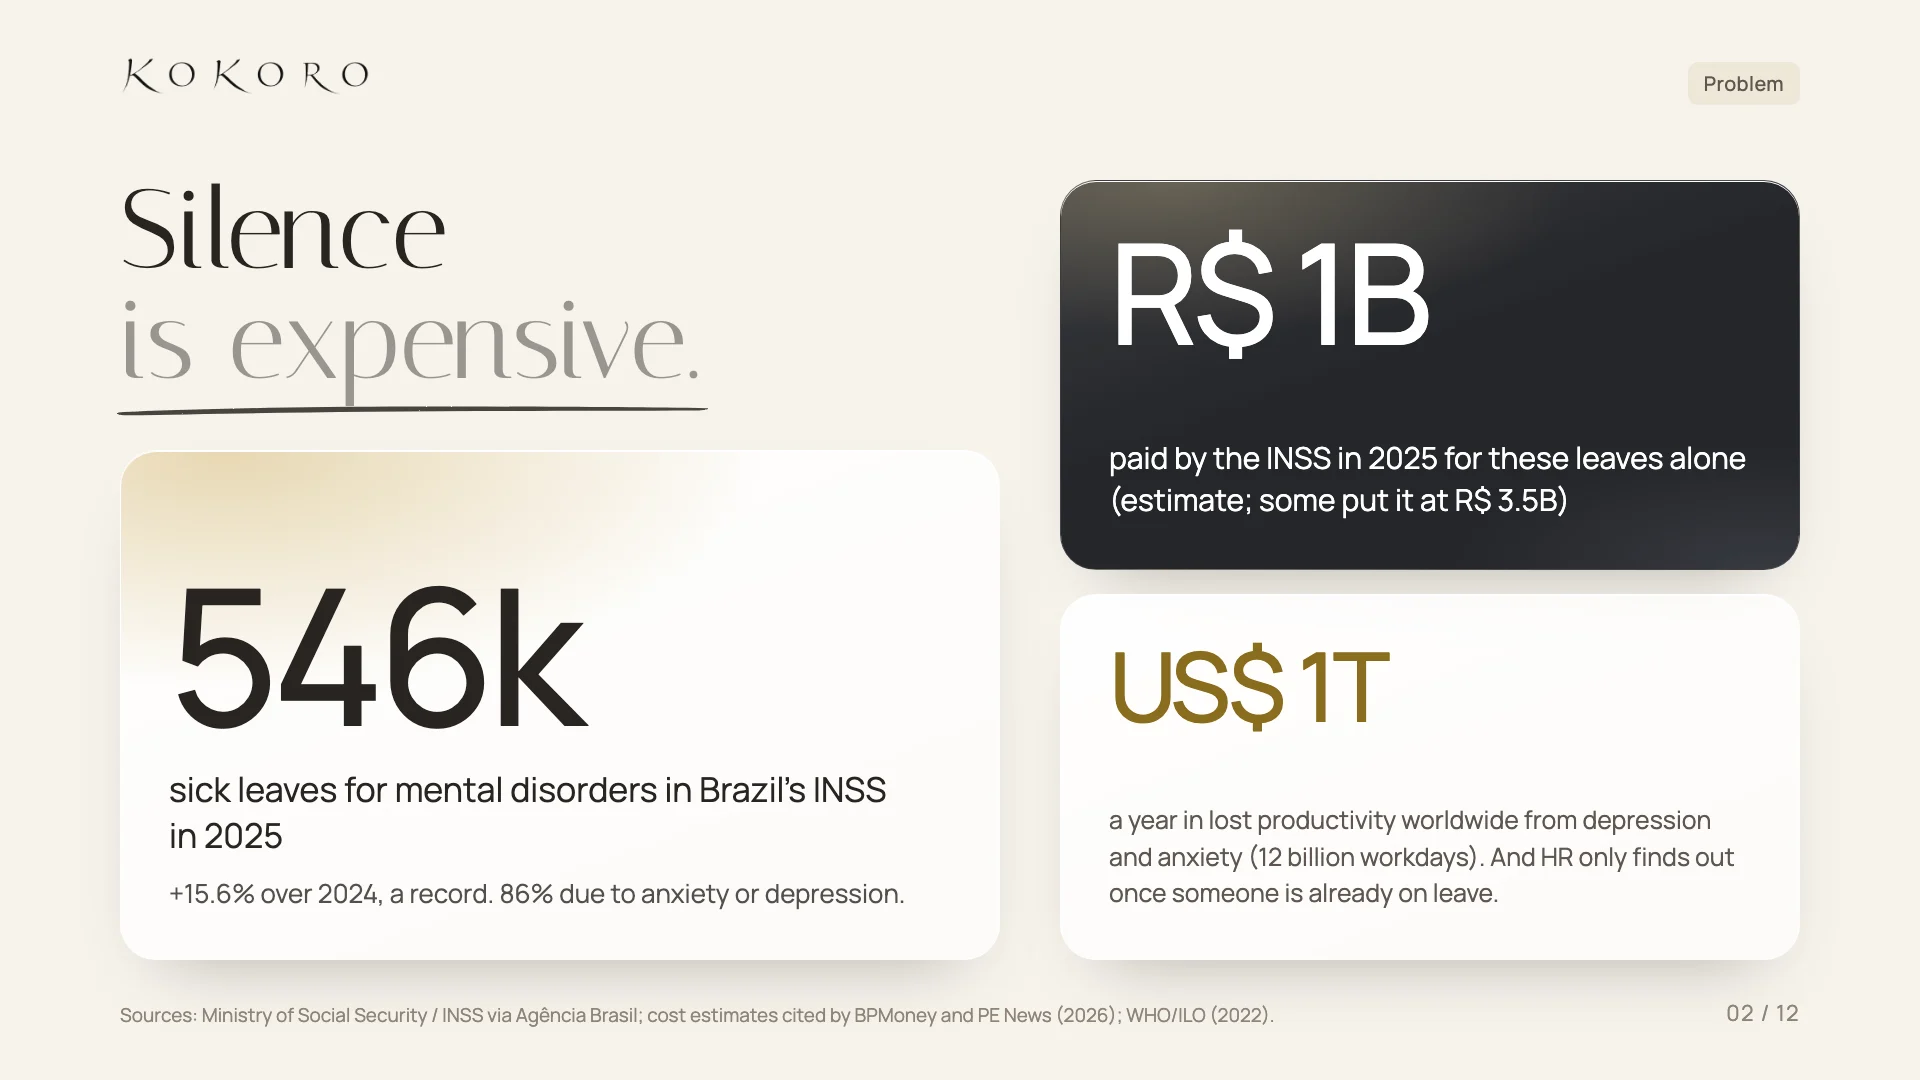 KOKORO
Problem
Silence
is expensive.
546k
sick leaves for mental disorders in Brazil’s INSS
in 2025
+15.6% over 2024, a record. 86% due to anxiety or depression.
R$ 1B
paid by the INSS in 2025 for these leaves alone
(estimate; some put it at R$ 3.5B)
US$ 1T
a year in lost productivity worldwide from depression
and anxiety (12 billion workdays). And HR only finds out
once someone is already on leave.
Sources: Ministry of Social Security / INSS via Agência Brasil; cost estimates cited by BPMoney and PE News (2026); WHO/ILO (2022).
02 / 12